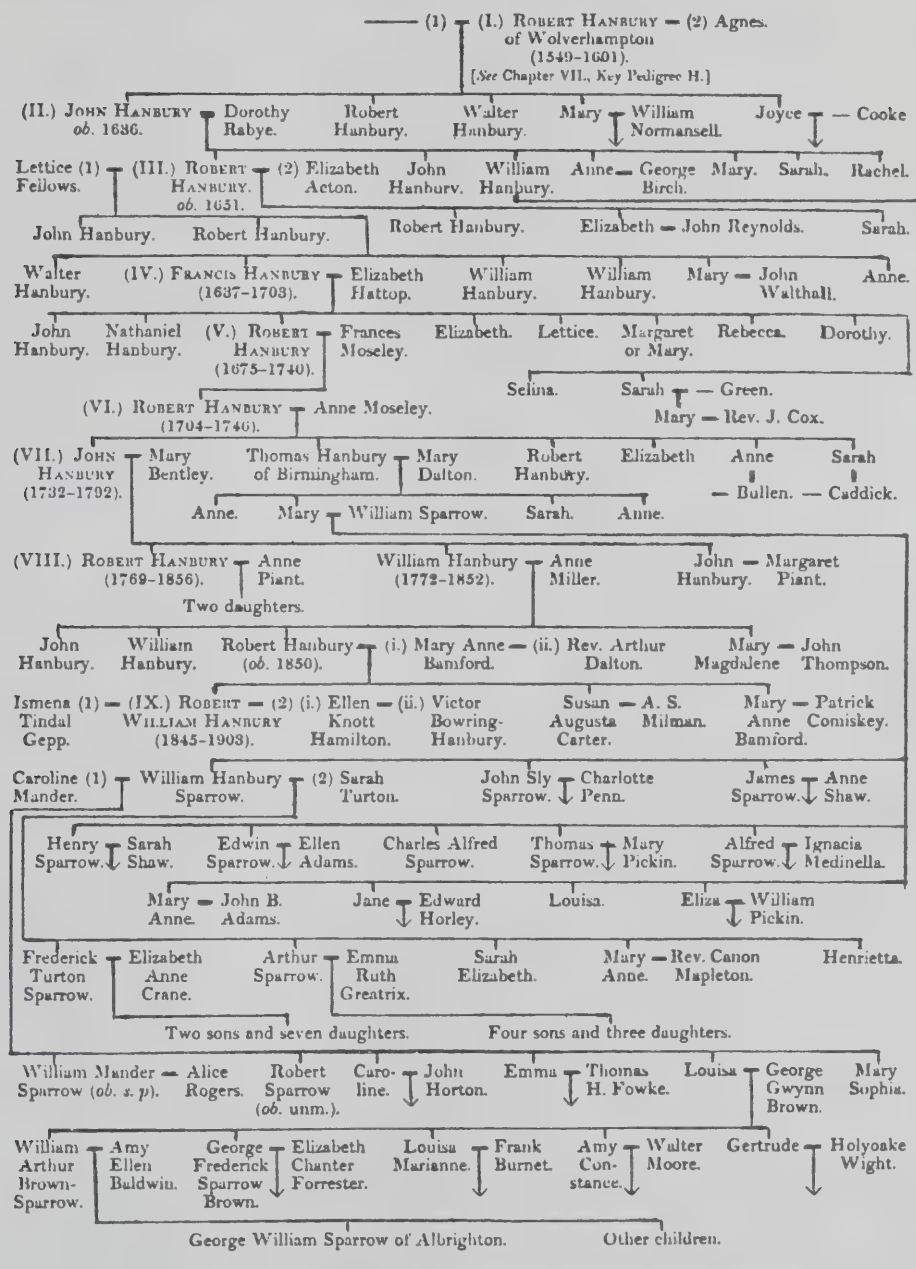 (1) (I.) ROBERT HANBURY — (2) Agnes.
of Wolverhampton
(1549–1601).
[See Chapter VII., Key Pedigree H.]
(II.) JOHN HANBURY Dorothy Robert Walter Mary William Joyce — Cooke
ob. 1636. Rabye. Hanbury. Hanbury. Normansell.
Lettice (1) (III.) ROBERT (2) Elizabeth John William Anne — George Mary. Sarah. Rachel.
Fellows. HANBURY. Acton. Hanbury. Hanbury. Birch.
ob. 1651.
John Hanbury. Robert Hanbury. Robert Hanbury. Elizabeth — John Reynolds. Sarah.
Walter (IV.) FRANCIS HANBURY Elizabeth William William Mary — John Anne.
Hanbury. (1637–1703). Hattop. Hanbury. Hanbury. Walthall.
John Nathaniel (V.) ROBERT Frances Elizabeth. Lettice. Margaret Rebecca. Dorothy.
Hanbury. Hanbury. HANBURY Moseley. or Mary.
(1675–1740).
Selina. Sarah — Green.
(VI.) ROBERT HANBURY Anne Moseley. Mary — Rev. J. Cox.
(1704–1746).
(VII.) JOHN Mary Thomas Hanbury Mary Robert Elizabeth Anne Sarah
HANBURY Bentley. of Birmingham. Dalton. Hanbury.
(1732–1792). — Bullen. — Caddick.
Anne. Mary William Sparrow. Sarah. Anne.
(VIII.) ROBERT HANBURY Anne William Hanbury Anne John — Margaret
(1769–1856). Piant. (1772–1852). Miller. Hanbury. Piant.
Two daughters.
John William Robert Hanbury (i.) Mary Anne — (ii.) Rev. Arthur Mary — John
Hanbury. Hanbury. (ob. 1850). Bamford. Dalton. Magdalene Thompson.
Ismena (1) — (IX.) ROBERT — (2) (i.) Ellen — (ii.) Victor Susan — A. S. Mary — Patrick
Tindal WILLIAM HANBURY Knott Bowring- Augusta Milman. Anne Comiskey.
Gepp. (1845–1903). Hamilton. Hanbury. Carter. Bamford.
Caroline (1) William Hanbury (2) Sarah John Sly Charlotte James Anne
Mander. Sparrow. Turton. Sparrow. Penn. Sparrow. Shaw.
Henry Sarah Edwin Ellen Charles Alfred Thomas Mary Alfred Ignacia
Sparrow. Shaw. Sparrow. Adams. Sparrow. Sparrow. Pickin. Sparrow. Medinella.
Mary — John B. Jane Edward Louisa. Eliza William
Anne. Adams. Horley. Pickin.
Frederick Elizabeth Arthur Emma Sarah Mary — Rev. Canon Henrietta.
Turton Anne Sparrow. Ruth Elizabeth. Anne. Mapleton.
Sparrow. Crane. Greatrix.
Two sons and seven daughters. Four sons and three daughters.
William Mander — Alice Robert Caro- John Emma Thomas Louisa George Mary
Sparrow (ob. s. p). Rogers. Sparrow line. Horton. H. Fowke. Gwynn Sophia.
(ob. unm.). Brown.
William Amy George Elizabeth Louisa Frank Amy Walter Gertrude Holyoake
Arthur Ellen Frederick Chanter Marianne. Burnet. Con- Moore. Wight.
Brown- Baldwin. Sparrow Forrester. stance.
Sparrow. Brown.
George William Sparrow of Albrighton. Other children.